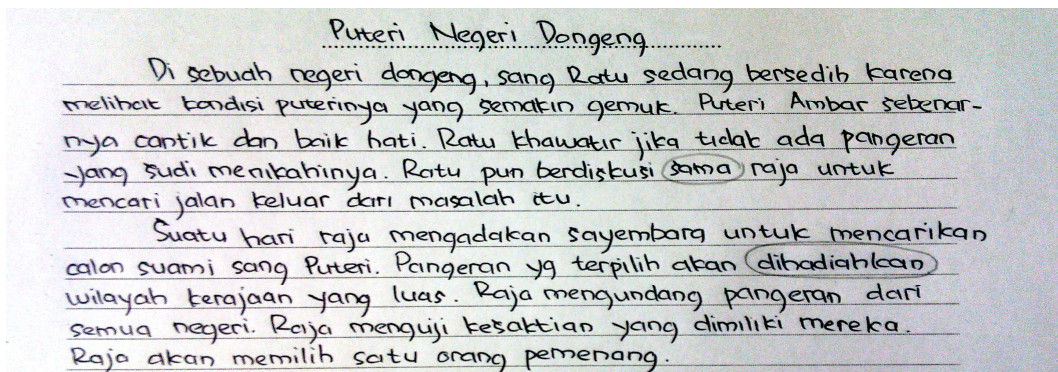 Puteri Negeri Dongeng
Di sebuah negeri dongeng, sang Ratu sedang bersedih karena
melihat kondisi puterinya yang semakin gemuk. Puteri Ambar sebenar-
nya cantik dan baik hati. Ratu khawatir jika tidak ada pangeran
yang sudi menikahinya. Ratu pun berdiskusi sama raja untuk
mencari jalan keluar dari masalah itu.
Suatu hari raja mengadakan sayembara untuk mencarikan
calon suami sang Puteri. Pangeran yg terpilih akan dihadiahkan
wilayah kerajaan yang luas. Raja mengundang pangeran dari
semua negeri. Raja menguji kesaktian yang dimiliki mereka.
Raja akan memilih satu orang pemenang.